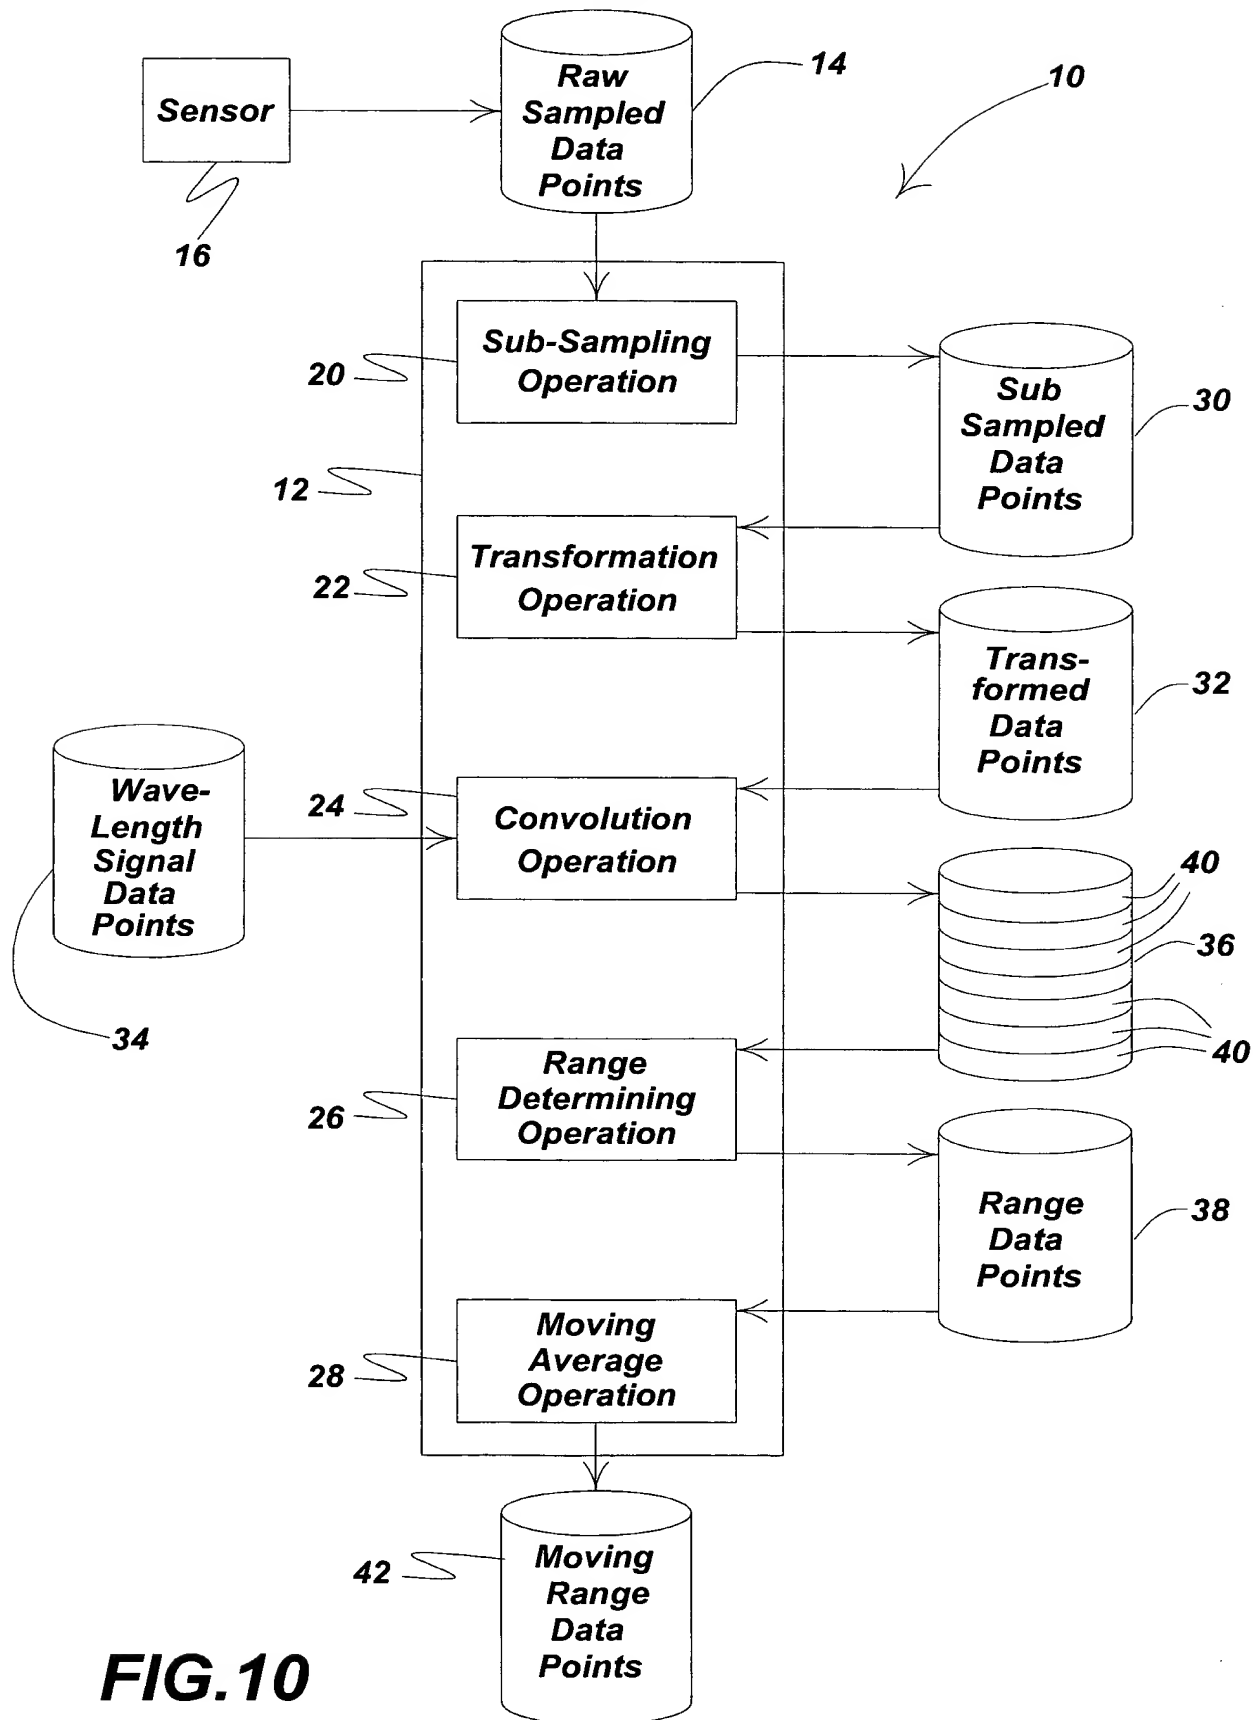 Sensor
16
Raw
Sampled
Data
Points
14
10
Sub-Sampling
Operation
20
12
Sub
Sampled
Data
Points
30
Transformation
Operation
22
Trans-
formed
Data
Points
32
Wave-
Length
Signal
Data
Points
34
Convolution
Operation
24
40
36
40
Range
Determining
Operation
26
Range
Data
Points
38
Moving
Average
Operation
28
Moving
Range
Data
Points
42
FIG.10